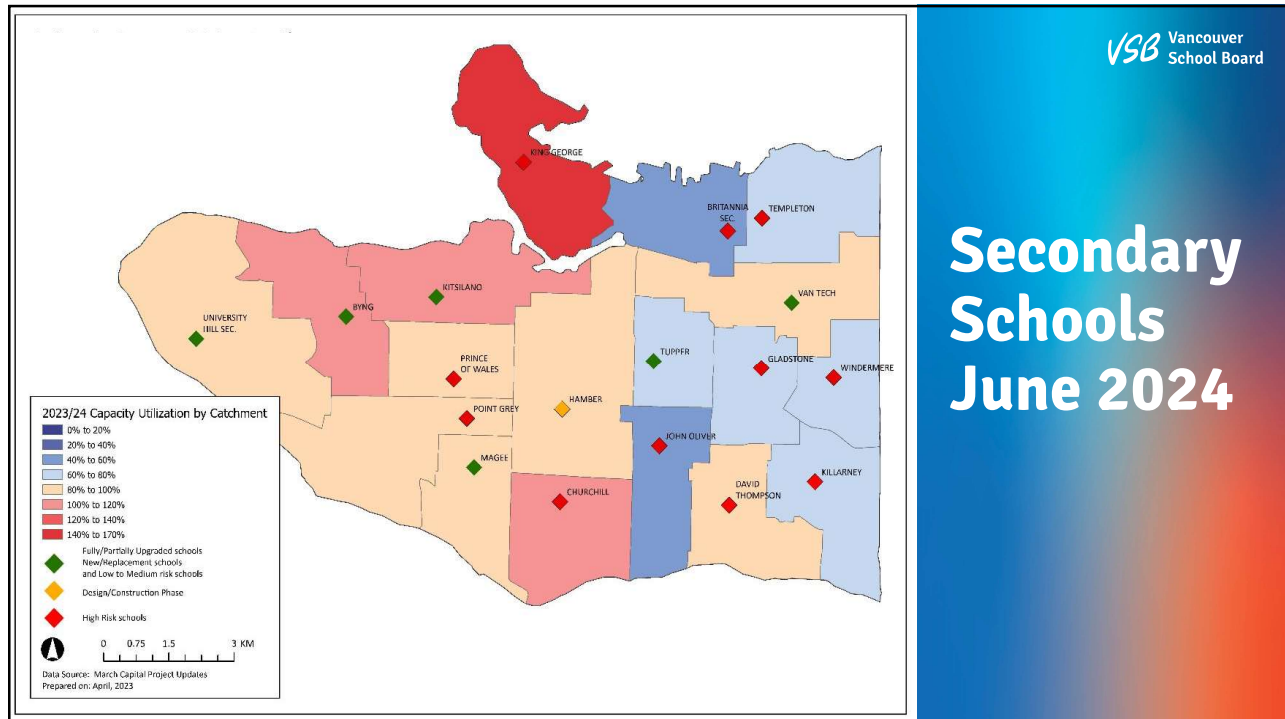 KING GEORGE
BRITANNIA
SEC.
TEMPLETON
KITSILANO
BYNG
VAN TECH
UNIVERSITY
HILL SEC.
TUPPER
GLADSTONE
WINDERMERE
PRINCE
OF WALES
HAMBER
POINT GREY
JOHN OLIVER
MAGEE
CHURCHILL
DAVID
THOMPSON
KILLARNEY
2023/24 Capacity Utilization by Catchment
0% to 20%
20% to 40%
40% to 60%
60% to 80%
80% to 100%
100% to 120%
120% to 140%
140% to 170%
Fully/Partially Upgraded schools
New/Replacement schools
and Low to Medium risk schools
Design/Construction Phase
High Risk schools
0 0.75 1.5 3 KM
Data Source: March Capital Project Updates
Prepared on: April, 2023
VSB Vancouver
School Board
Secondary
Schools
June 2024